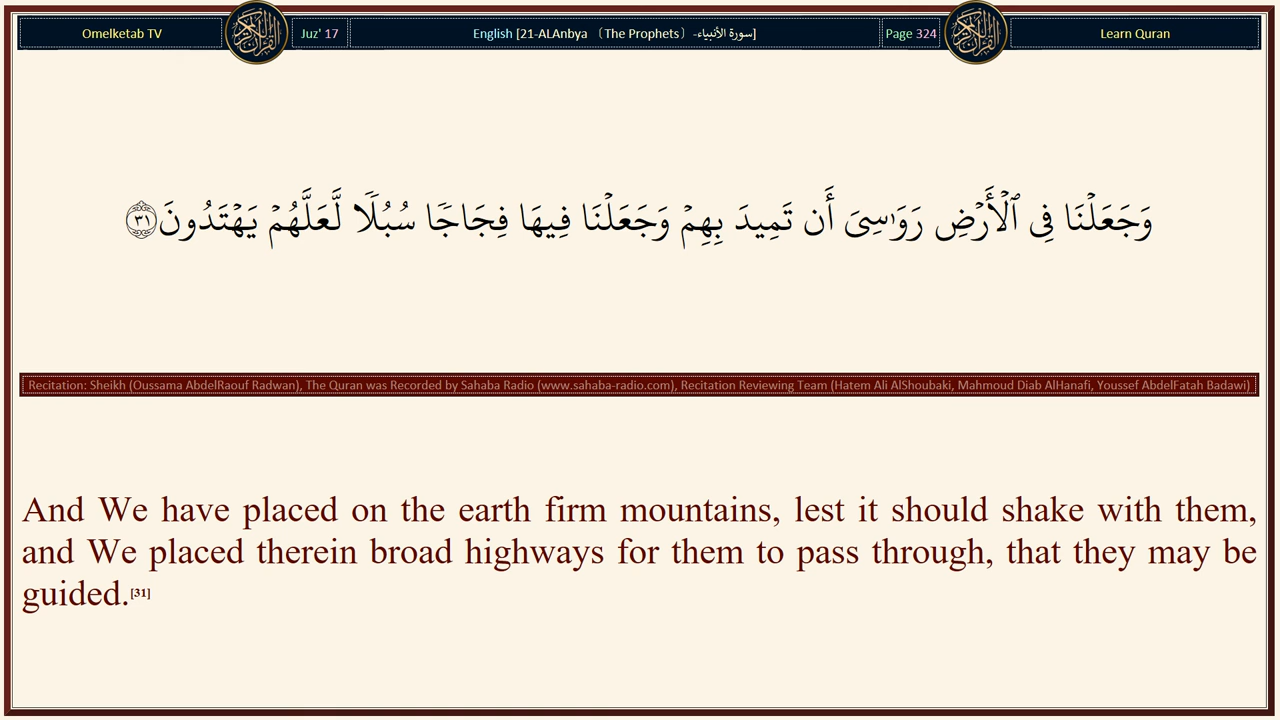 Omelketab TV
Juz' 17
English [21-ALAnbya 〔The Prophets〕 -سورة الأنبياء]
Page 324
Learn Quran
وَجَعَلۡنَا فِي ٱلۡأَرۡضِ رَوَٰسِيَ أَن تَمِيدَ بِهِمۡ وَجَعَلۡنَا فِيهَا فِجَاجٗا سُبُلٗا لَّعَلَّهُمۡ يَهۡتَدُونَ ٣١
Recitation: Sheikh (Oussama AbdelRaouf Radwan), The Quran was Recorded by Sahaba Radio (www.sahaba-radio.com), Recitation Reviewing Team (Hatem Ali AlShoubaki, Mahmoud Diab AlHanafi, Youssef AbdelFatah Badawi)
And We have placed on the earth firm mountains, lest it should shake with them,
and We placed therein broad highways for them to pass through, that they may be
guided.[31]